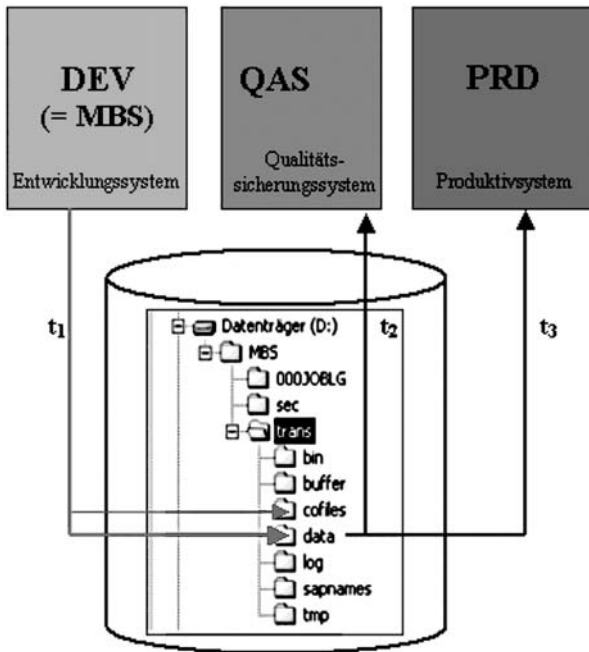 DEV
(= MBS)
Entwicklungssystem
QAS
Qualitäts-
sicherungssystem
PRD
Produktivsystem
t1
t2
t3
Datenträger (D:)
MBS
000JOBLG
sec
trans
bin
buffer
cofiles
data
log
sapnames
tmp